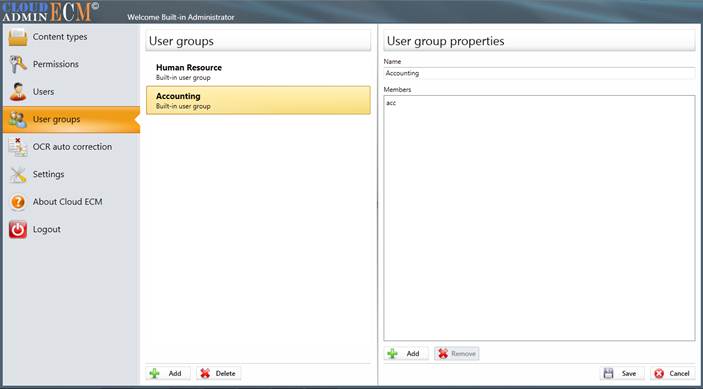 CLOUD
ADMIN ECM©
Welcome Built-in Administrator
Content types
Permissions
Users
User groups
OCR auto correction
Settings
About Cloud ECM
Logout
User groups
Human Resource
Built-in user group
Accounting
Built-in user group
Add
Delete
User group properties
Name
Accounting
Members
acc
Add
Remove
Save
Cancel